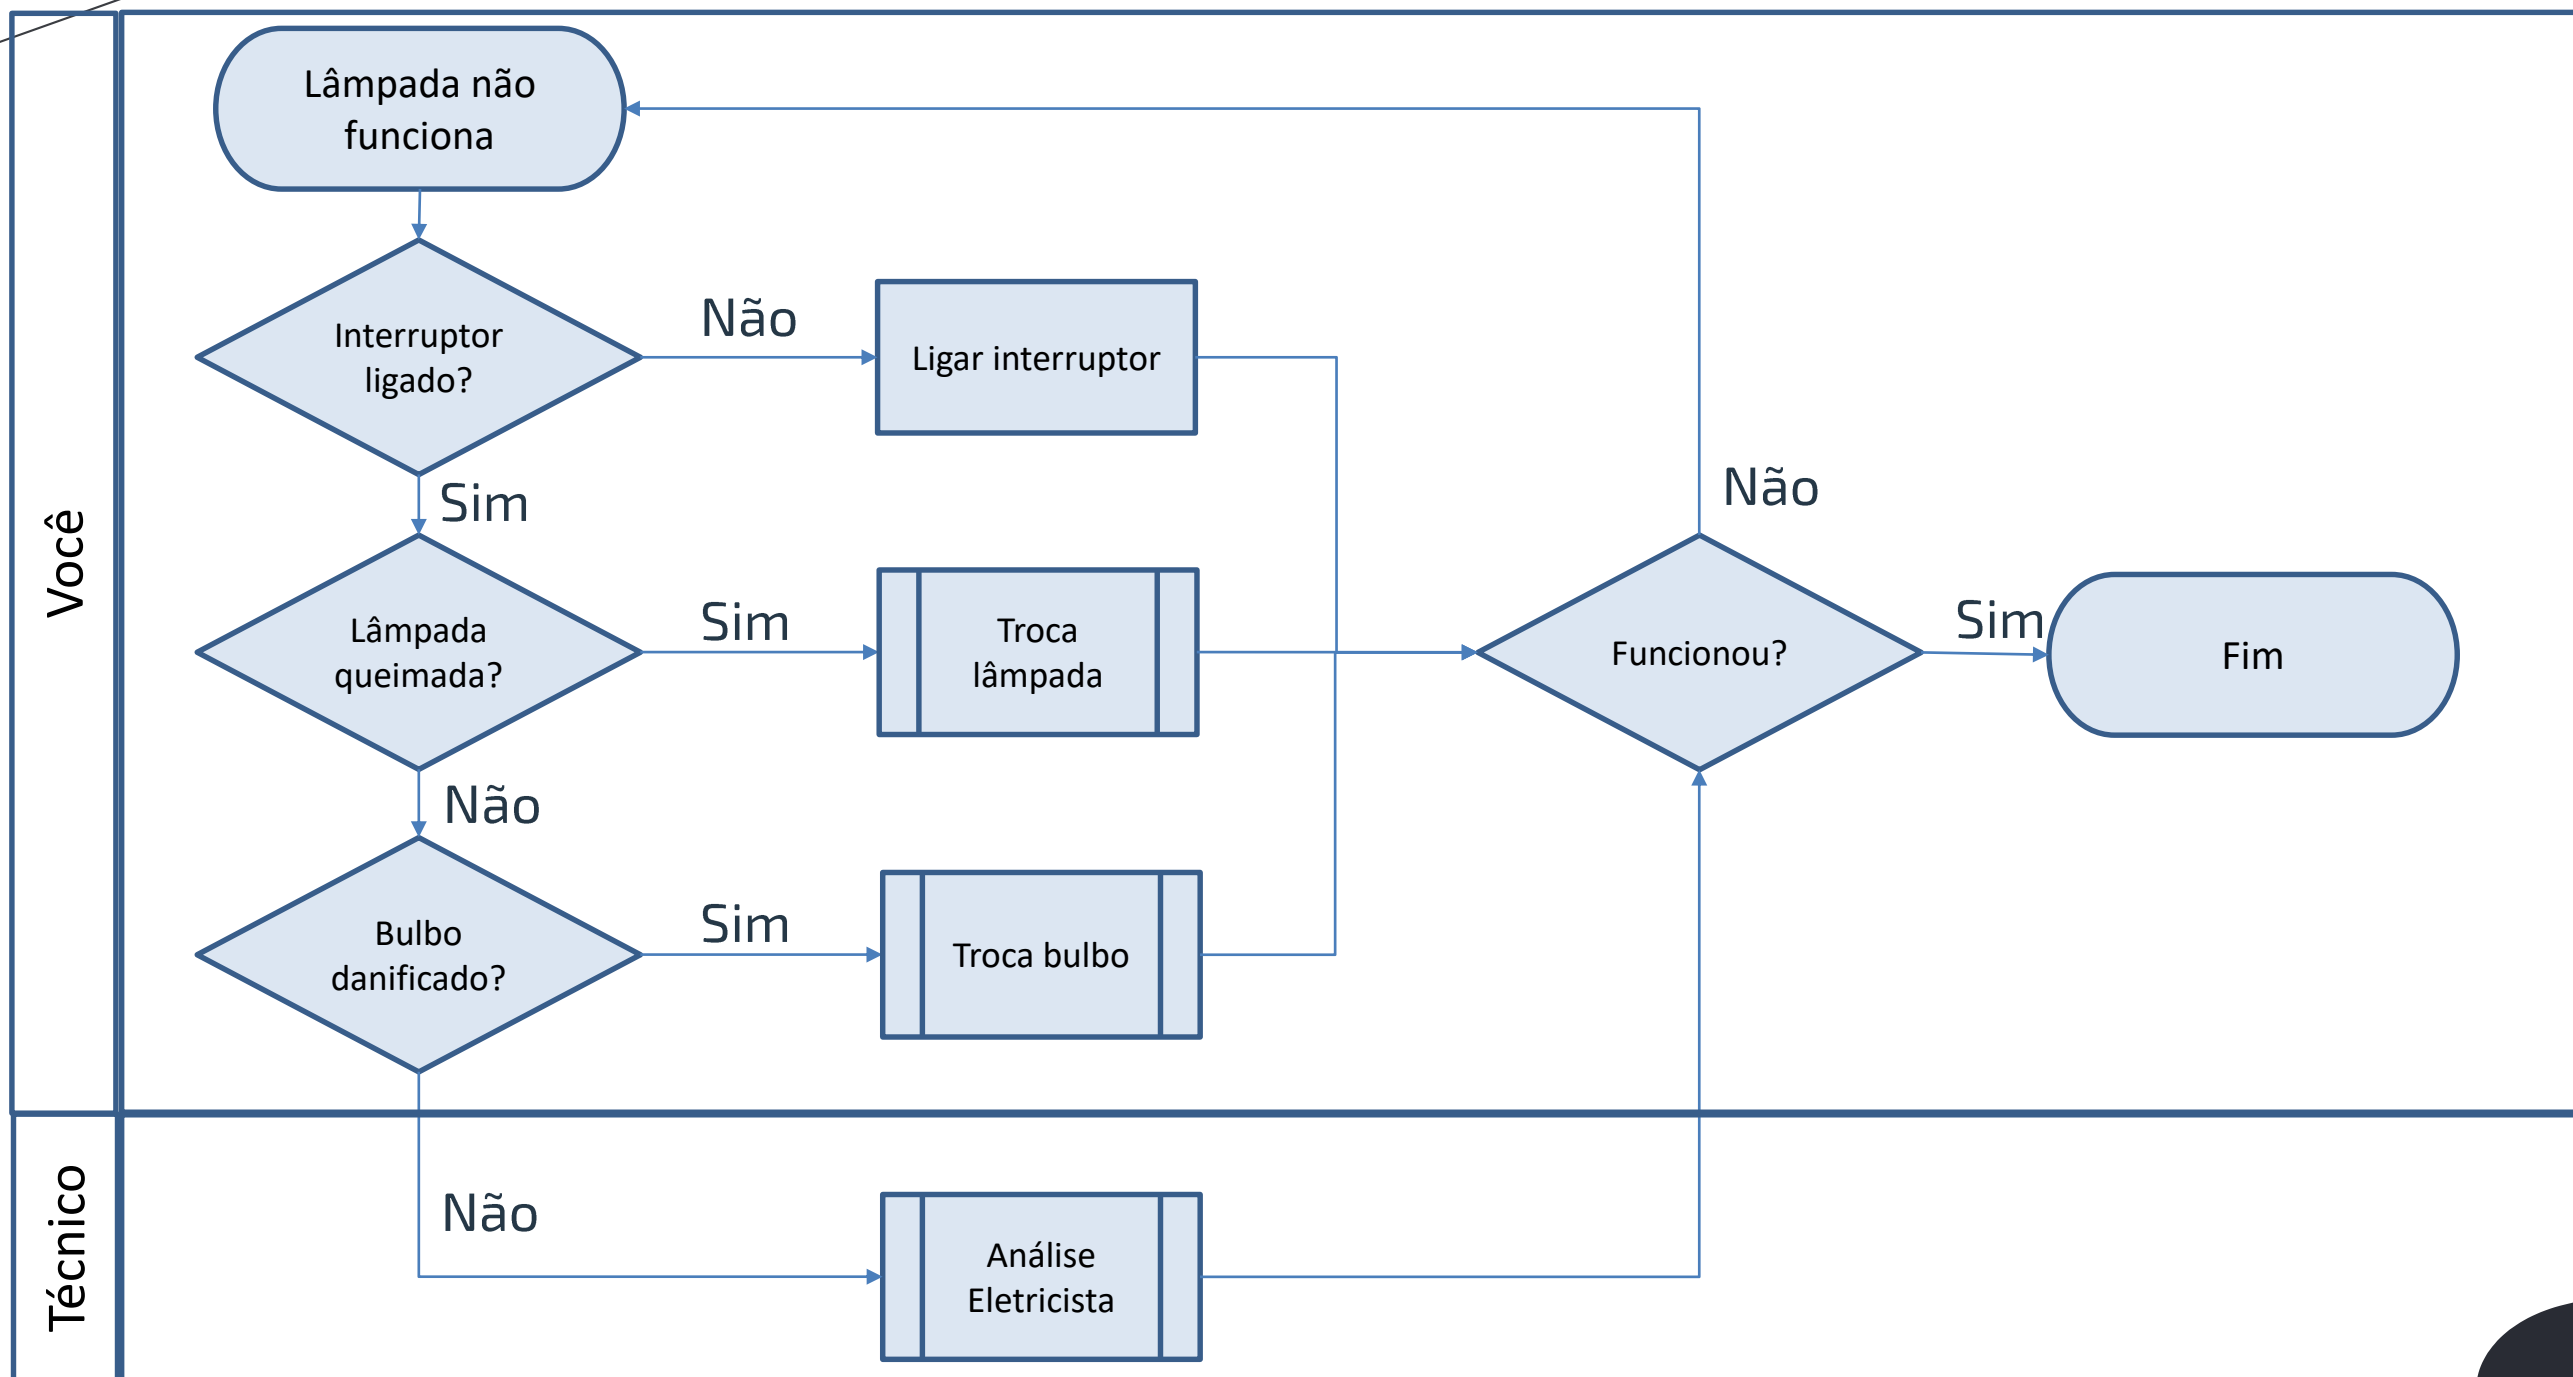 Você
Lâmpada não
funciona
Interruptor
ligado?
Não
Ligar interruptor
Sim
Lâmpada
queimada?
Sim
Troca
lâmpada
Não
Bulbo
danificado?
Sim
Troca bulbo
Funcionou?
Não
Sim
Fim
Técnico
Não
Análise
Eletricista